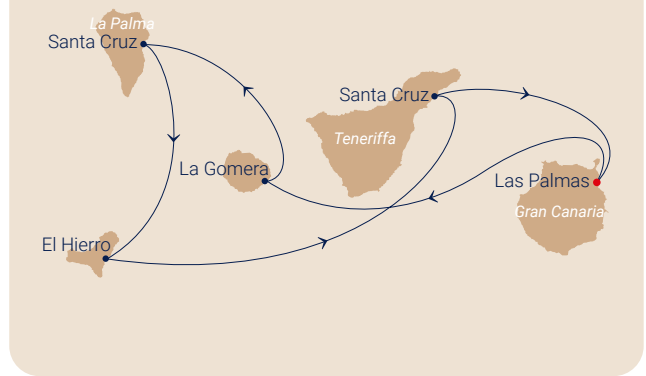 La Palma
Santa Cruz
Santa Cruz
Teneriffa
La Gomera
Las Palmas
Gran Canaria
El Hierro